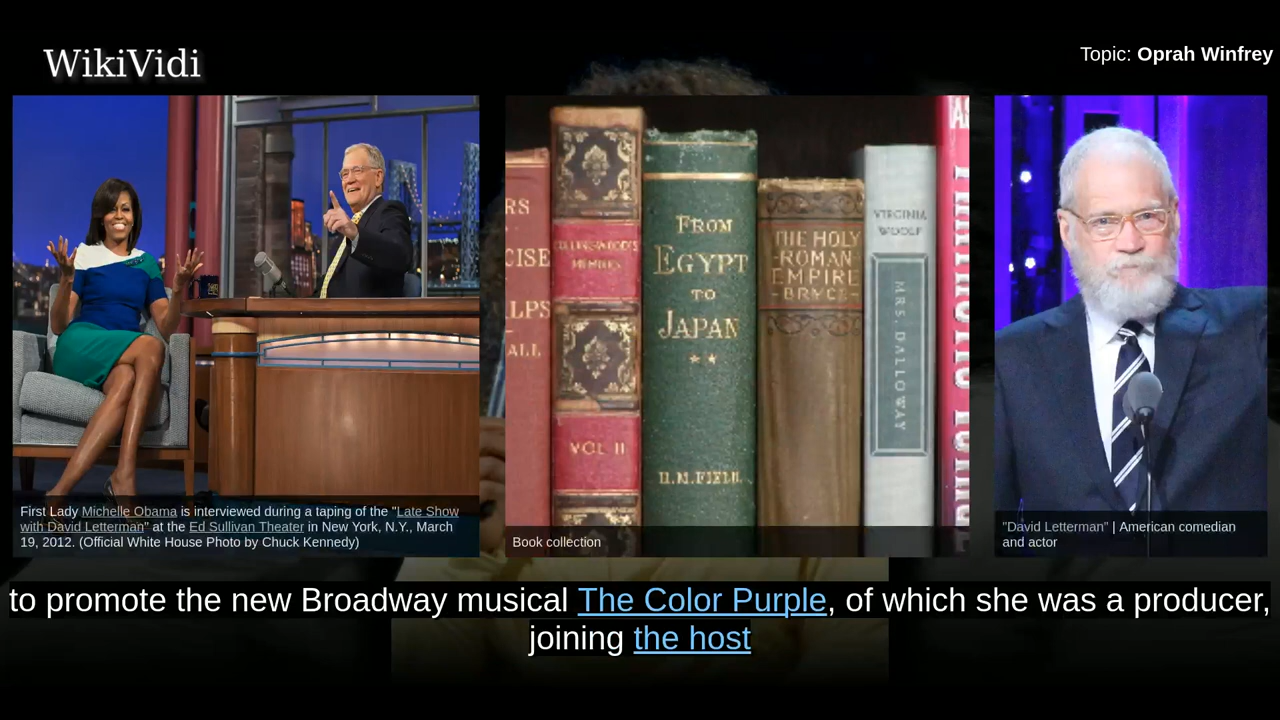 WikiVidi
Topic: Oprah Winfrey
RS
CISE
ALPS
ALL
VOL II
FROM
EGYPT
TO
JAPAN
H.M. FIELD.
THE HOLY
-ROMAN-
EMPIRE
-BRYCE-
VIRGINIA
WOOLF
MRS. DALLOWAY
First Lady Michelle Obama is interviewed during a taping of the "Late Show
with David Letterman" at the Ed Sullivan Theater in New York, N.Y., March
19, 2012. (Official White House Photo by Chuck Kennedy)
Book collection
"David Letterman" | American comedian
and actor
to promote the new Broadway musical The Color Purple, of which she was a producer,
joining the host